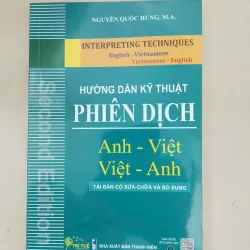 NGUYỄN QUỐC HÙNG, M.A.
INTERPRETING TECHNIQUES
English - Vietnamese
Vietnamese - English
HƯỚNG DẪN KỸ THUẬT
PHIÊN DỊCH
Anh - Việt
Việt - Anh
TÁI BẢN CÓ SỬA CHỮA VÀ BỔ SUNG
Second Edition
NHÀ XUẤT BẢN THANH NIÊN